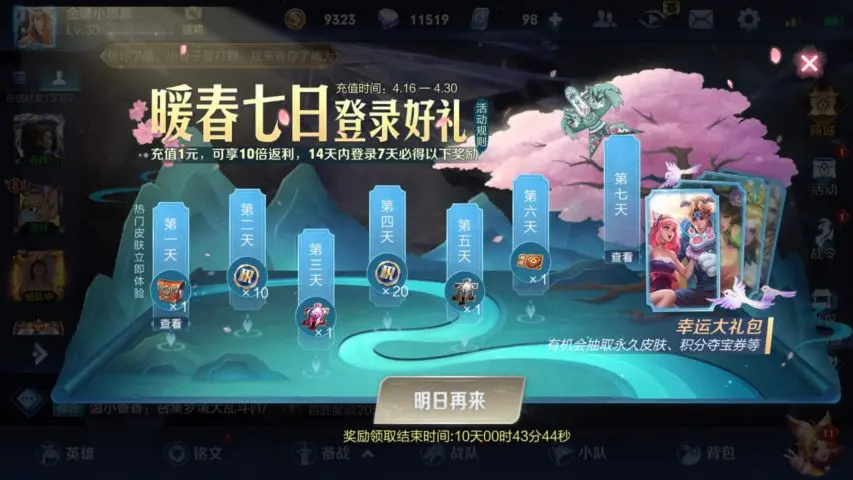 金牌小恶嘉
Lv.30
9323
11519
98
充值时间：4.16 — 4.30
暖春七日登录好礼
活动规则
充值1元，可享10倍返利，14天内登录7天必得以下奖励
热门皮肤立即体验
第一天
×1
查看
第二天
积
×10
第三天
×1
第四天
积
×20
第五天
×1
第六天
×1
第七天
查看
幸运大礼包
有机会抽取永久皮肤、积分夺宝券等
商城
活动
战令
明日再来
奖励领取结束时间:10天00时43分44秒
英雄
铭文
备战
战队
小队
背包
11